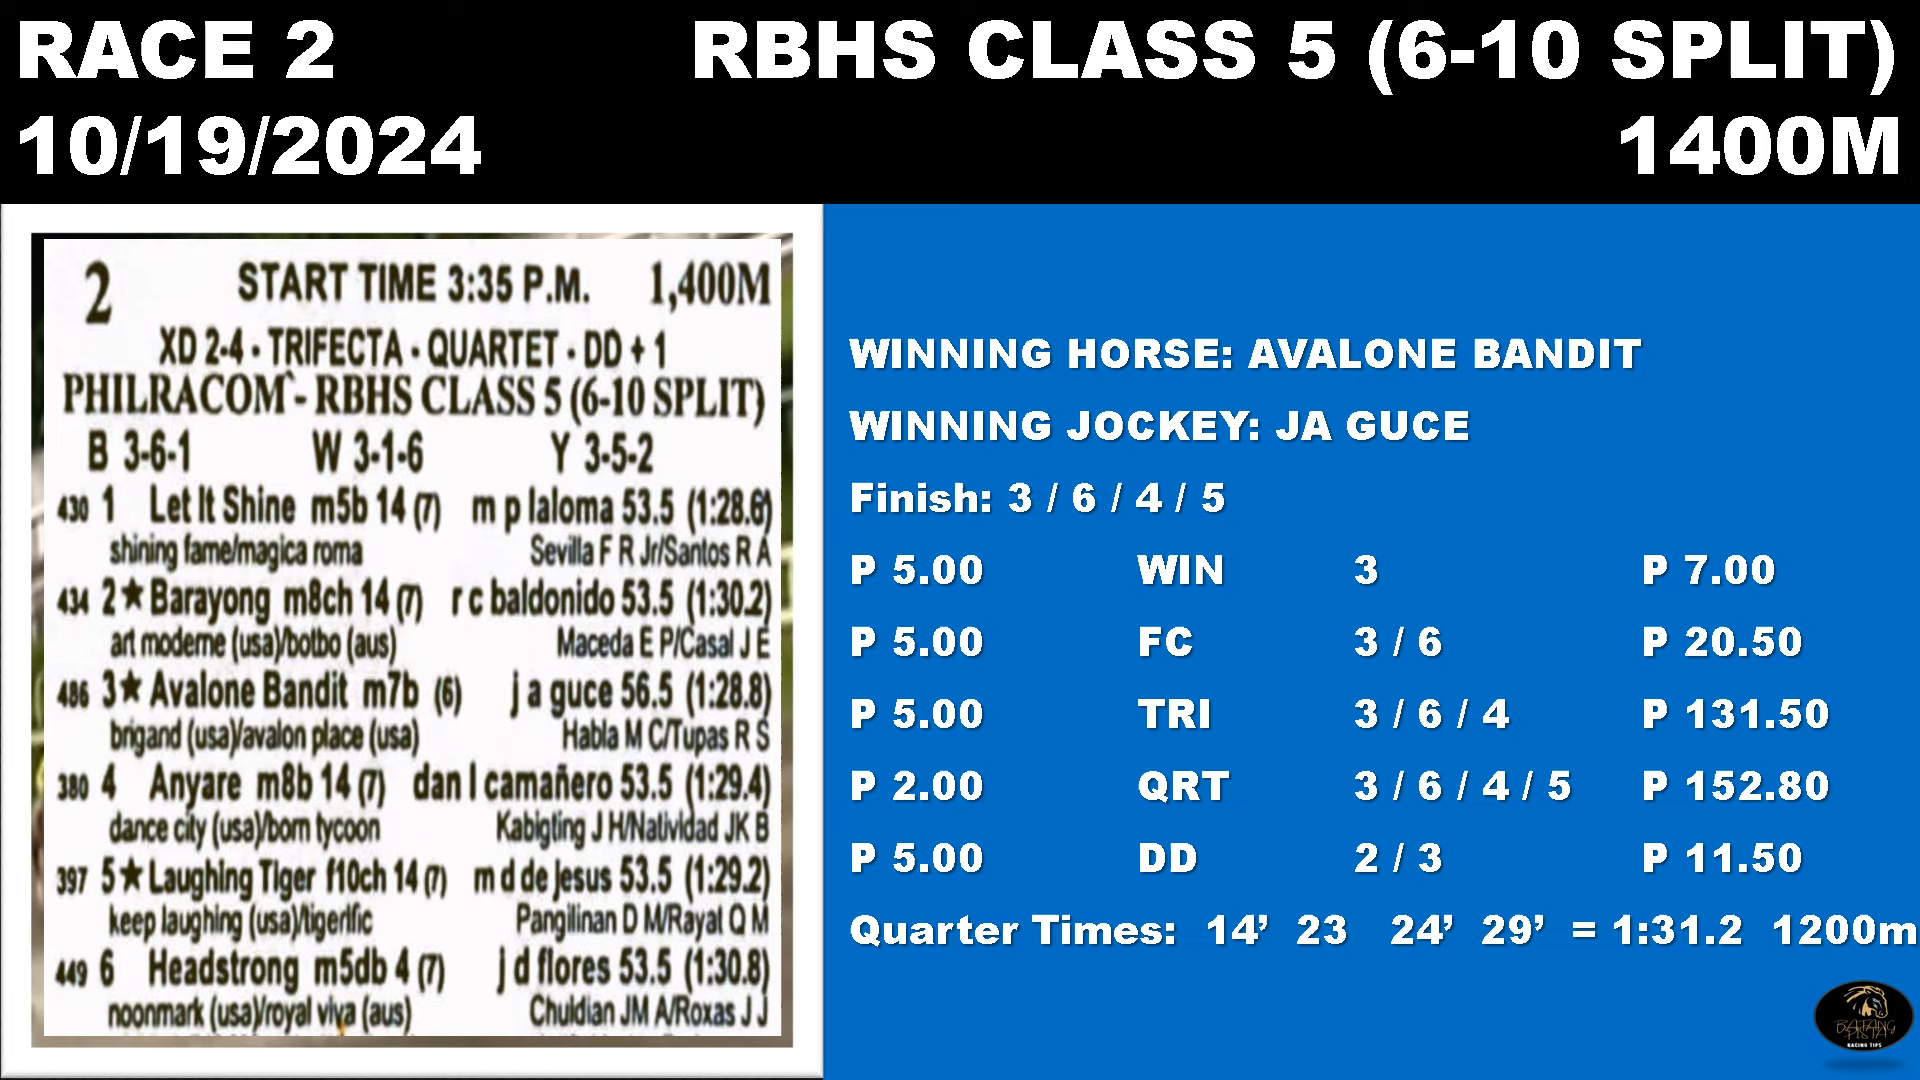 RACE 2 RBHS CLASS 5 (6-10 SPLIT)
10/19/2024 1400M
2 START TIME 3:35 P.M. 1,400M
XD 2-4 - TRIFECTA - QUARTET - DD + 1
PHILRACOM - RBHS CLASS 5 (6-10 SPLIT)
B 3-6-1 W 3-1-6 Y 3-5-2
430 1 Let It Shine m5b 14 (7) m p laloma 53.5 (1:28.6)
shining fame/magica roma Sevilla F R Jr/Santos R A
434 2★ Barayong m8ch 14 (7) r c baldonido 53.5 (1:30.2)
art moderne (usa)/botbo (aus) Maceda E P/Casal J E
486 3★ Avalone Bandit m7b (6) j a guce 56.5 (1:28.8)
brigand (usa)/avalon place (usa) Habla M C/Tupas R S
380 4 Anyare m8b 14 (7) dan l camañero 53.5 (1:29.4)
dance city (usa)/born tycoon Kabigting J H/Natividad JK B
397 5★ Laughing Tiger f10ch 14 (7) m d de jesus 53.5 (1:29.2)
keep laughing (usa)/tigerlfic Pangilinan D M/Rayat Q M
449 6 Headstrong m5db 4 (7) j d flores 53.5 (1:30.8)
noonmark (usa)/royal viva (aus) Chuldian JM A/Roxas J J
WINNING HORSE: AVALONE BANDIT
WINNING JOCKEY: JA GUCE
Finish: 3 / 6 / 4 / 5
P 5.00 WIN 3 P 7.00
P 5.00 FC 3 / 6 P 20.50
P 5.00 TRI 3 / 6 / 4 P 131.50
P 2.00 QRT 3 / 6 / 4 / 5 P 152.80
P 5.00 DD 2 / 3 P 11.50
Quarter Times: 14’ 23 24’ 29’ = 1:31.2 1200m
BATANG
PISTA
RACING TIPS